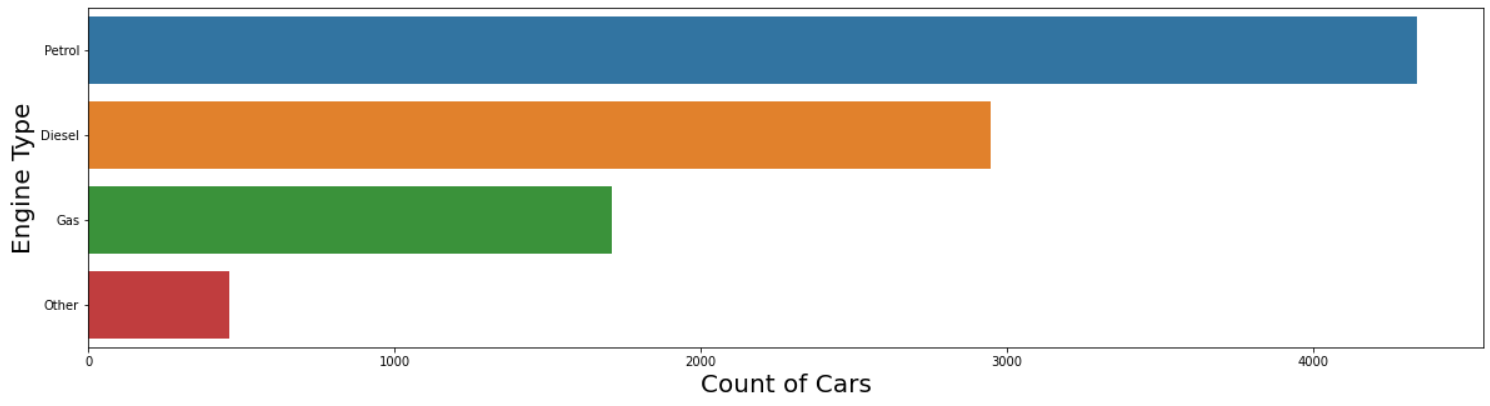 Petrol
Diesel
Gas
Other
Engine Type
0 1000 2000 3000 4000
Count of Cars